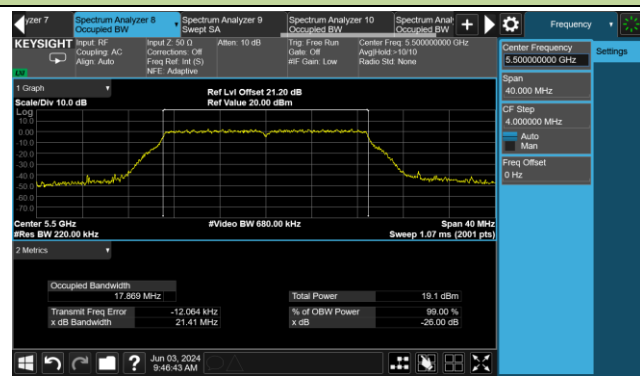 yzer 7
Spectrum Analyzer 8
Occupied BW
Spectrum Analyzer 9
Swept SA
Spectrum Analyzer 10
Occupied BW
Spectrum Anal
Occupied BW
Frequency
KEYSIGHT
Input: RF
Coupling: AC
Align: Auto
Input Z: 50 Ω
Corrections: Off
Freq Ref: Int (S)
NFE: Adaptive
Atten: 10 dB
Trig: Free Run
Gate: Off
#IF Gain: Low
Center Freq: 5.500000000 GHz
Avg|Hold:>10/10
Radio Std: None
Center Frequency
5.500000000 GHz
Settings
Span
40.000 MHz
CF Step
4.000000 MHz
Auto
Man
Freq Offset
0 Hz
1 Graph
Scale/Div 10.0 dB
Ref Lvl Offset 21.20 dB
Ref Value 20.00 dBm
Log
10.0
0.00
-10.0
-20.0
-30.0
-40.0
-50.0
-60.0
-70.0
Center 5.5 GHz
#Res BW 220.00 kHz
#Video BW 680.00 kHz
Span 40 MHz
Sweep 1.07 ms (2001 pts)
2 Metrics
Occupied Bandwidth
17.869 MHz
Total Power 19.1 dBm
Transmit Freq Error -12.064 kHz
% of OBW Power 99.00 %
x dB Bandwidth 21.41 MHz
x dB -26.00 dB
?
Jun 03, 2024
9:46:43 AM